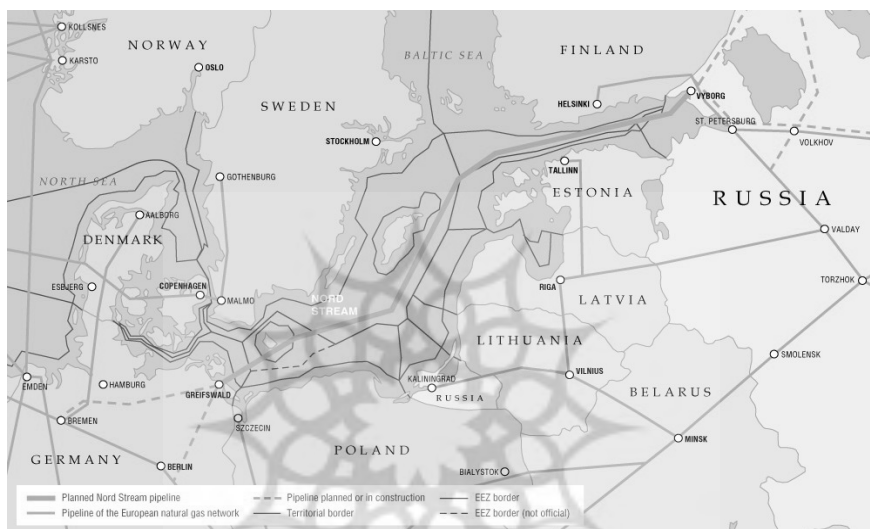 KOLLSNES
NORWAY
BALTIC SEA
FINLAND
KARSTO
OSLO
VYBORG
HELSINKI
SWEDEN
ST. PETERSBURG
VOLKHOV
STOCKHOLM
TALLINN
NORTH SEA
GOTHENBURG
ESTONIA
RUSSIA
AALBORG
DENMARK
VALDAY
ESBJERG
COPENHAGEN
RIGA
TORZHOK
MALMO
NORD
STREAM
LATVIA
LITHUANIA
SMOLENSK
EMDEN
HAMBURG
GREIFSWALD
KALININGRAD
VILNIUS
RUSSIA
BELARUS
BREMEN
SZCZECIN
MINSK
GERMANY
BERLIN
POLAND
BIALYSTOK
Planned Nord Stream pipeline
Pipeline planned or in construction
EEZ border
Pipeline of the European natural gas network
Territorial border
EEZ border (not official)